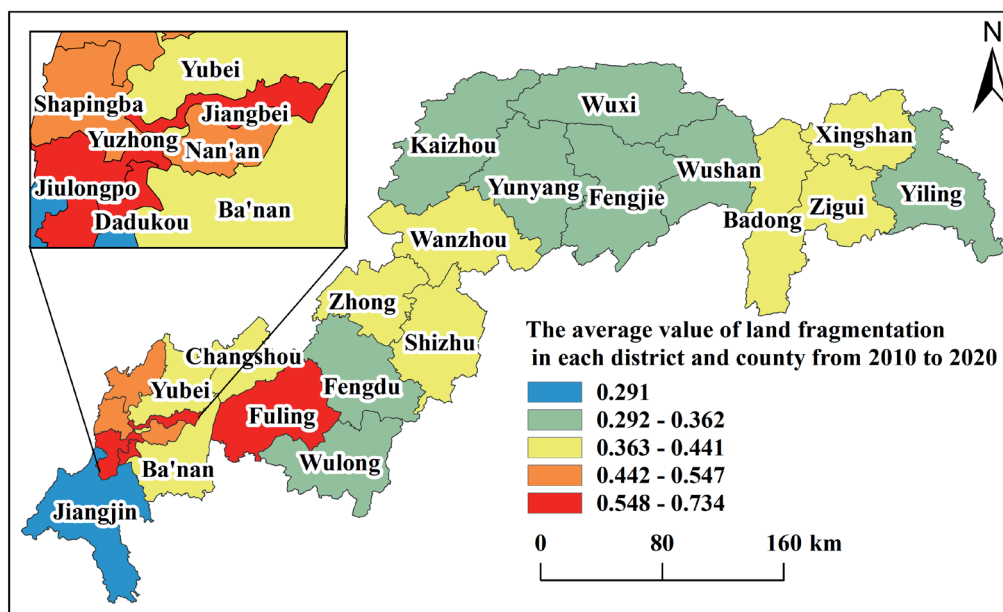 N
Yubei
Shapingba
Jiangbei
Yuzhong
Nan'an
Jiulongpo
Ba'nan
Dadukou
Wuxi
Kaizhou
Xingshan
Wushan
Yunyang
Fengjie
Yiling
Zigui
Badong
Wanzhou
Zhong
Shizhu
Changshou
Fengdu
Yubei
Fuling
Ba'nan
Wulong
Jiangjin
The average value of land fragmentation
in each district and county from 2010 to 2020
0.291
0.292 - 0.362
0.363 - 0.441
0.442 - 0.547
0.548 - 0.734
0 80 160 km